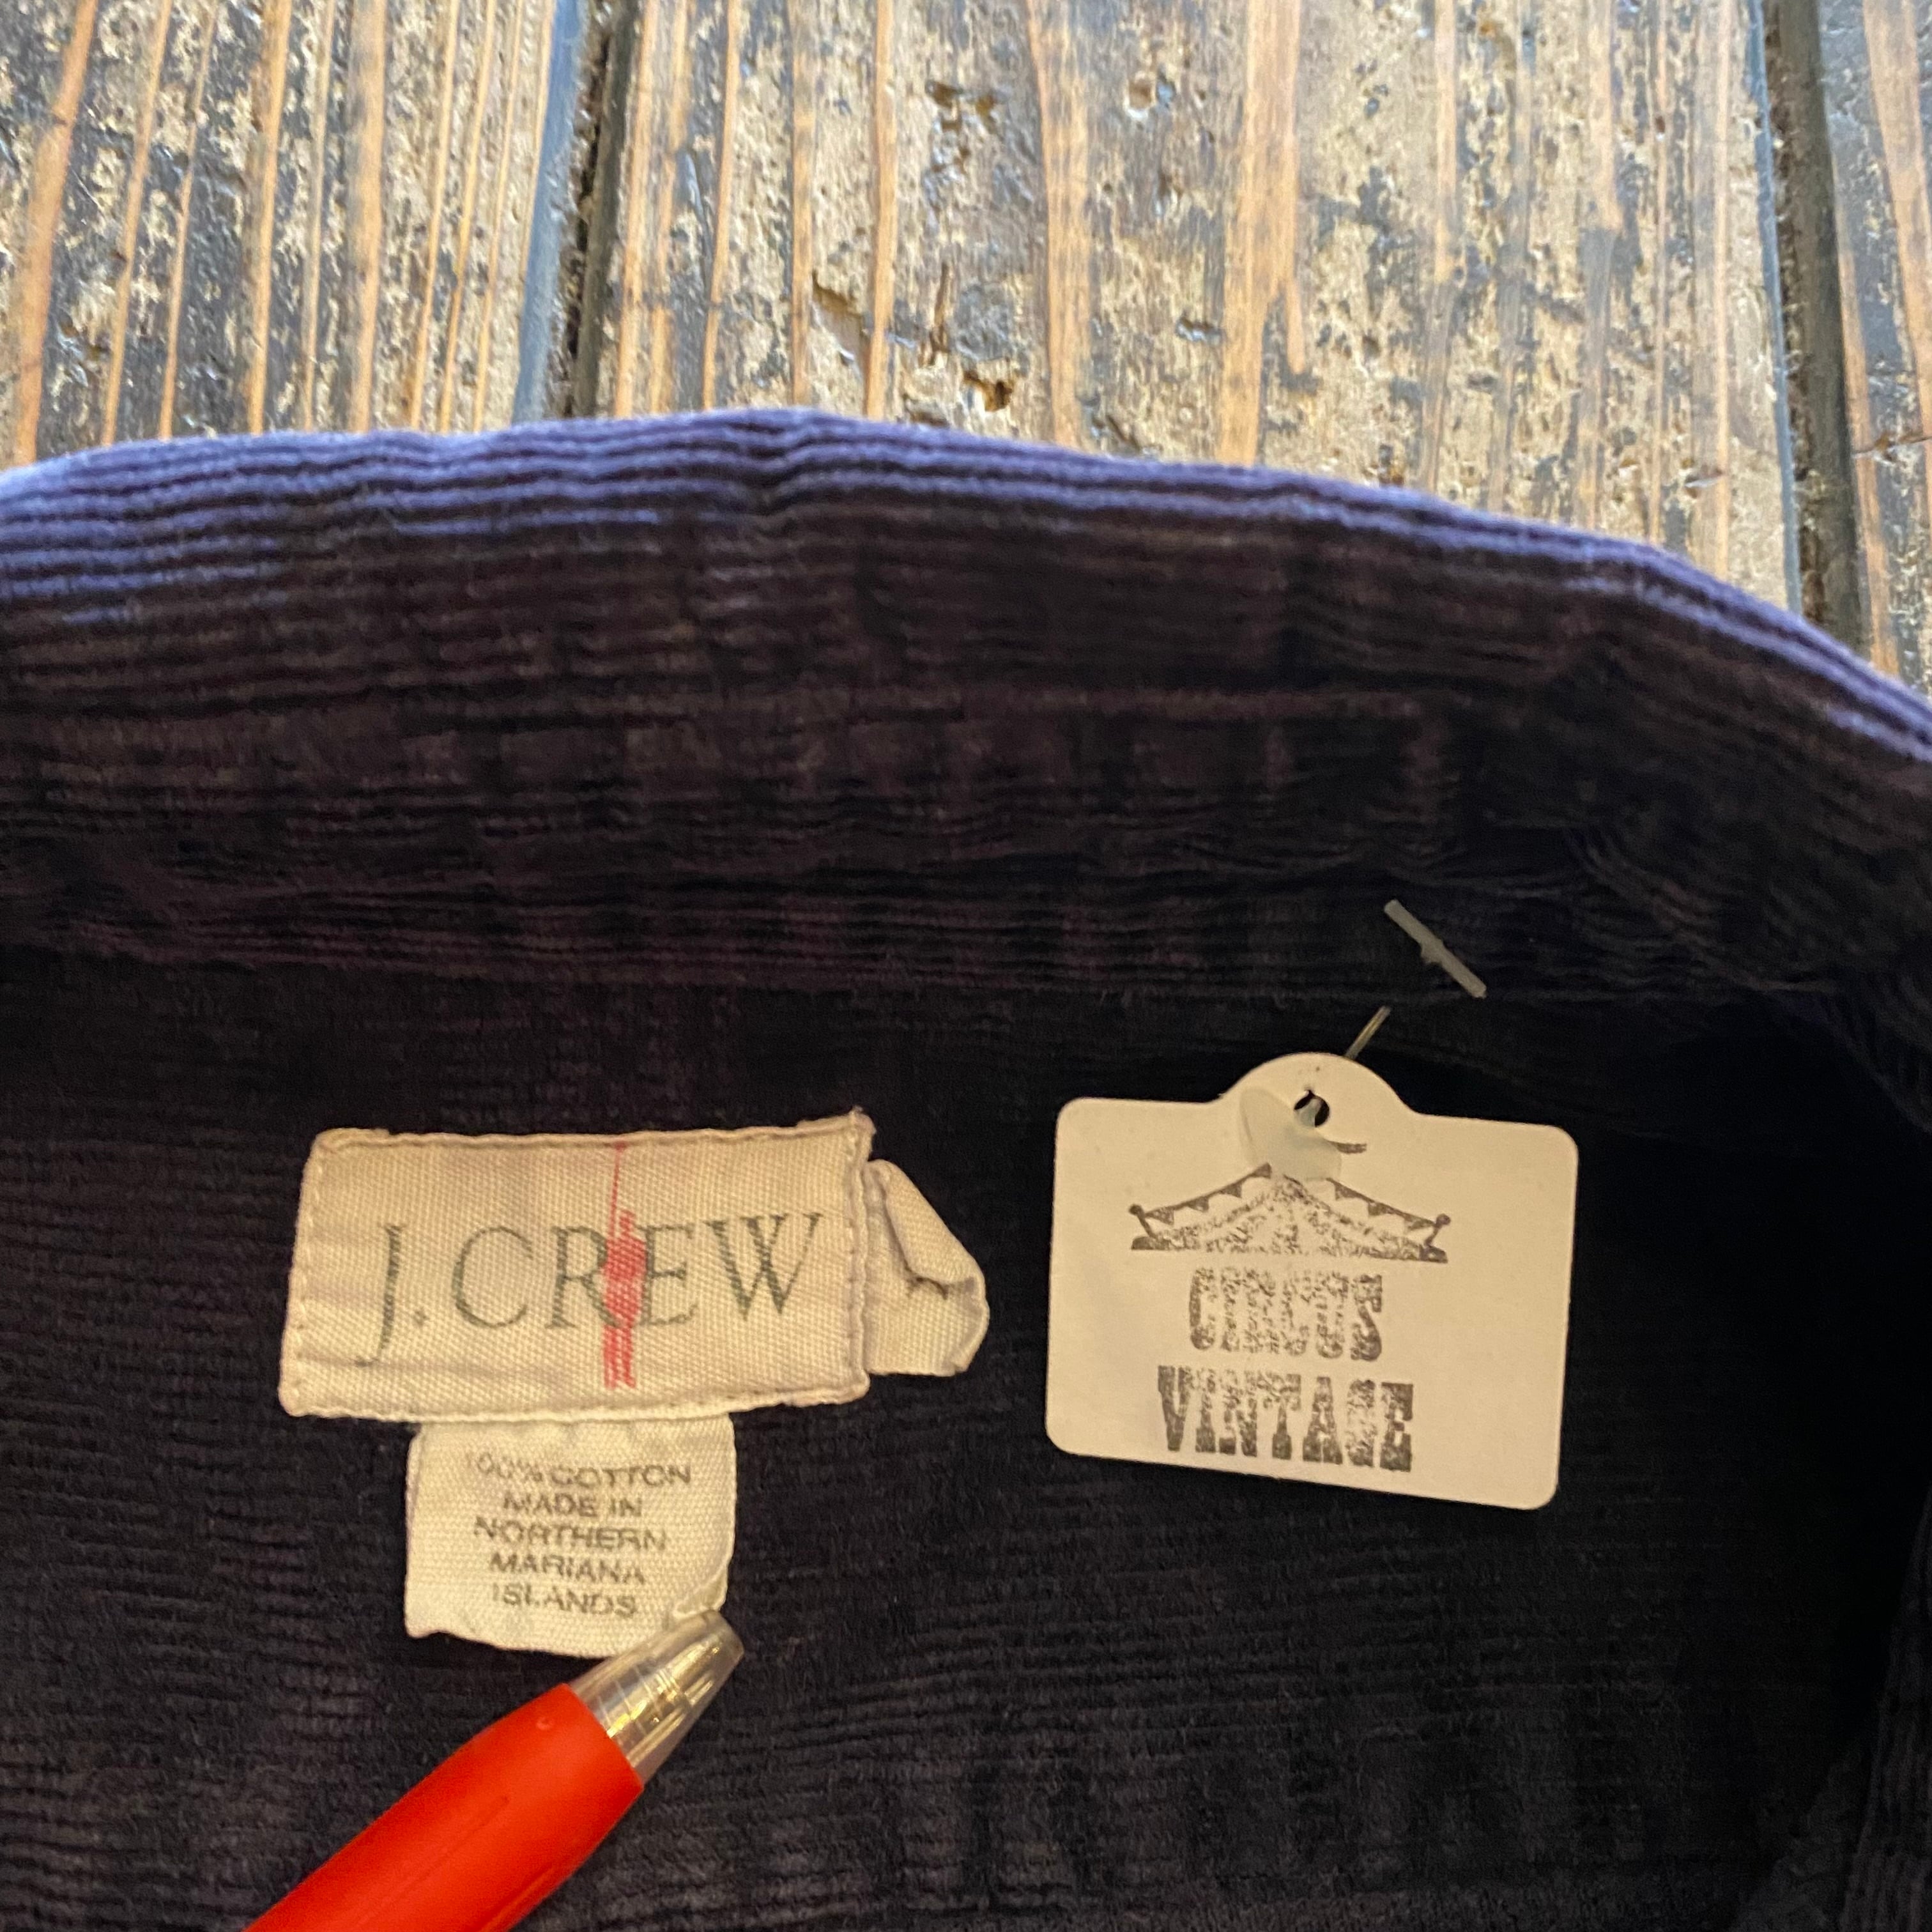 J.CREW
100% COTTON
MADE IN
NORTHERN
MARIANA
ISLANDS
CIRCUS
VINTAGE